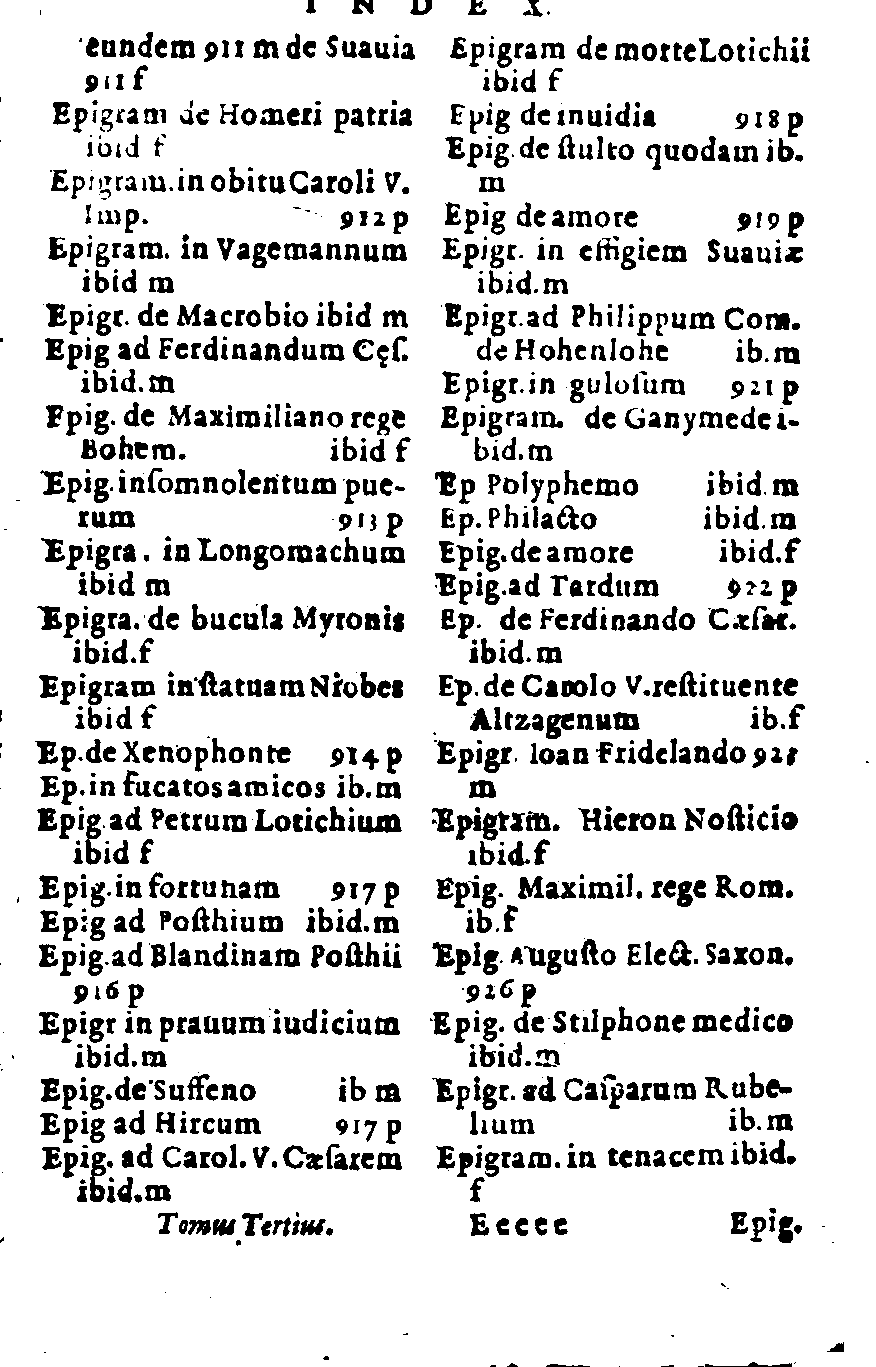 INDEX.
eundem 911 m de Suauia
911 f
Epigram de Homeri patria
ibid f
Epigram. in obitu Caroli V.
Imp. 912 p
Epigram. in Vagemannum
ibid m
Epigr. de Macrobio ibid m
Epig ad Ferdinandum Cęſ.
ibid. m
Epig. de Maximiliano rege
Bohem. ibid f
Epig. inſomnolentum pue-
rum 913 p
Epigra. in Longomachum
ibid m
Epigra. de bucula Myronis
ibid. f
Epigram in ſtatuam Niobes
ibid f
Ep. de Xenophonte 914 p
Ep. in fucatos amicos ib. m
Epig. ad Petrum Lotichium
ibid f
Epig. in fortunam 917 p
Epig ad Poſthium ibid. m
Epig. ad Blandinam Poſthii
916 p
Epigr in prauum iudicium
ibid. m
Epig. de Suffeno ib m
Epig ad Hircum 917 p
Epig. ad Carol. V. Cæſarem
ibid. m
Tomus Tertius.
Epigram de morte Lotichii
ibid f
Epig de inuidia 918 p
Epig. de ſtulto quodam ib.
m
Epig de amore 919 p
Epigr. in effigiem Suauiæ
ibid. m
Epigr. ad Philippum Com.
de Hohenlohe ib. m
Epigr. in guloſum 921 p
Epigram. de Ganymede i-
bid. m
Ep Polyphemo ibid. m
Ep. Philacto ibid. m
Epig. de amore ibid. f
Epig. ad Tardum 922 p
Ep. de Ferdinando Cæſar.
ibid. m
Ep. de Carolo V. reſtituente
Altzagenum ib. f
Epigr. Ioan Fridelando
m
Epigram. Hieron Noſticio
ibid. f
Epig. Maximil. rege Rom.
ib. f
Epig. Auguſto Elect. Saxon.
926 p
Epig. de Stilphone medico
ibid. m
Epigr. ad Caſparum Rube-
lium ib. m
Epigram. in tenacem ibid.
f
Eeeee Epig.